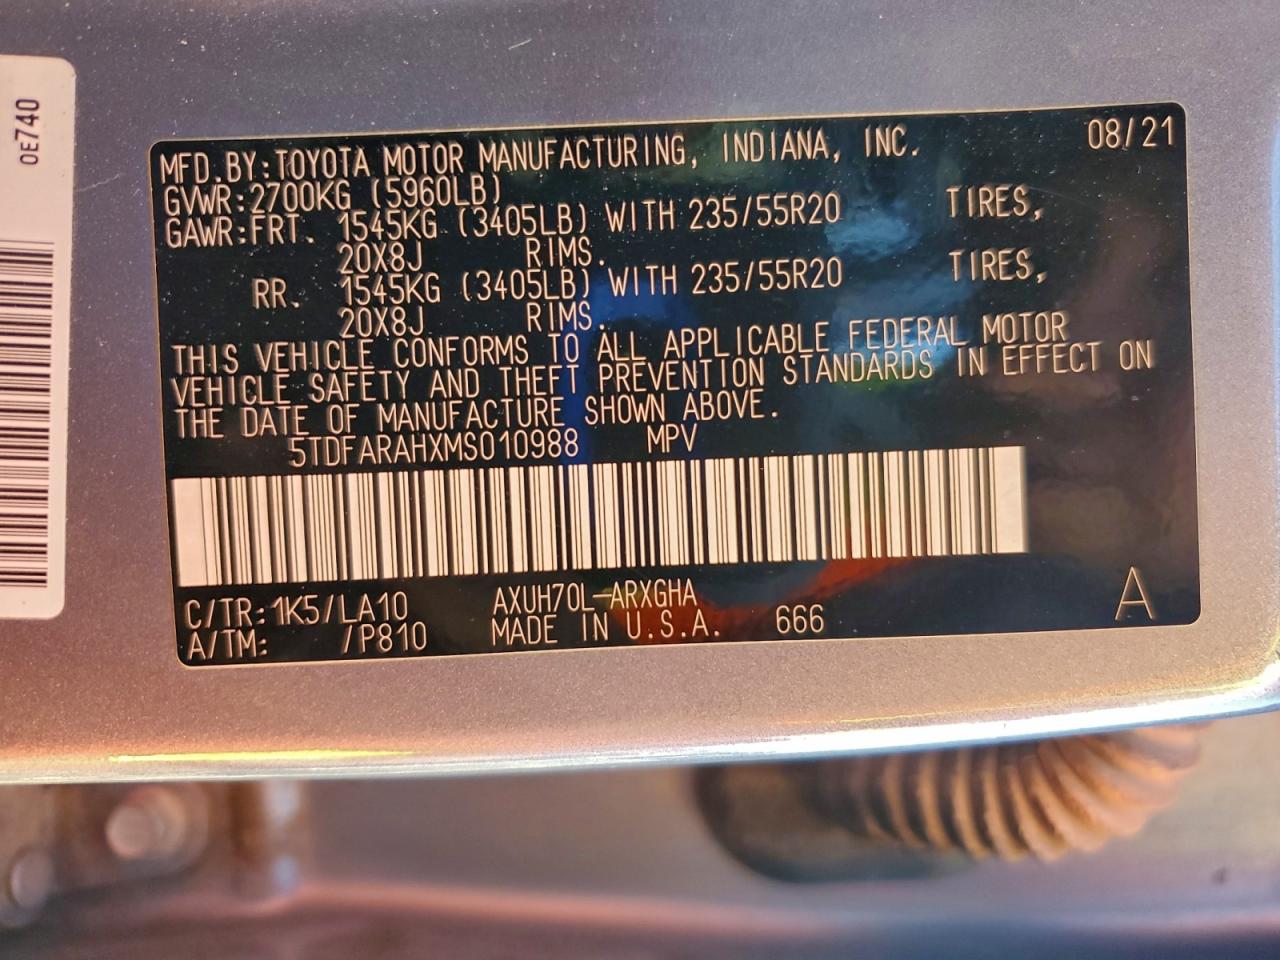 0E740
MFD.BY:TOYOTA MOTOR MANUFACTURING, INDIANA, INC. 08/21
GVWR:2700KG (5960LB)
GAWR:FRT. 1545KG (3405LB) WITH 235/55R20 TIRES,
20X8J RIMS.
RR. 1545KG (3405LB) WITH 235/55R20 TIRES,
20X8J RIMS.
THIS VEHICLE CONFORMS TO ALL APPLICABLE FEDERAL MOTOR
VEHICLE SAFETY AND THEFT PREVENTION STANDARDS IN EFFECT ON
THE DATE OF MANUFACTURE SHOWN ABOVE.
5TDFARAHXMS010988 MPV
C/TR:1K5/LA10 AXUH70L-ARXGHA
A/TM: /P810 MADE IN U.S.A. 666 A